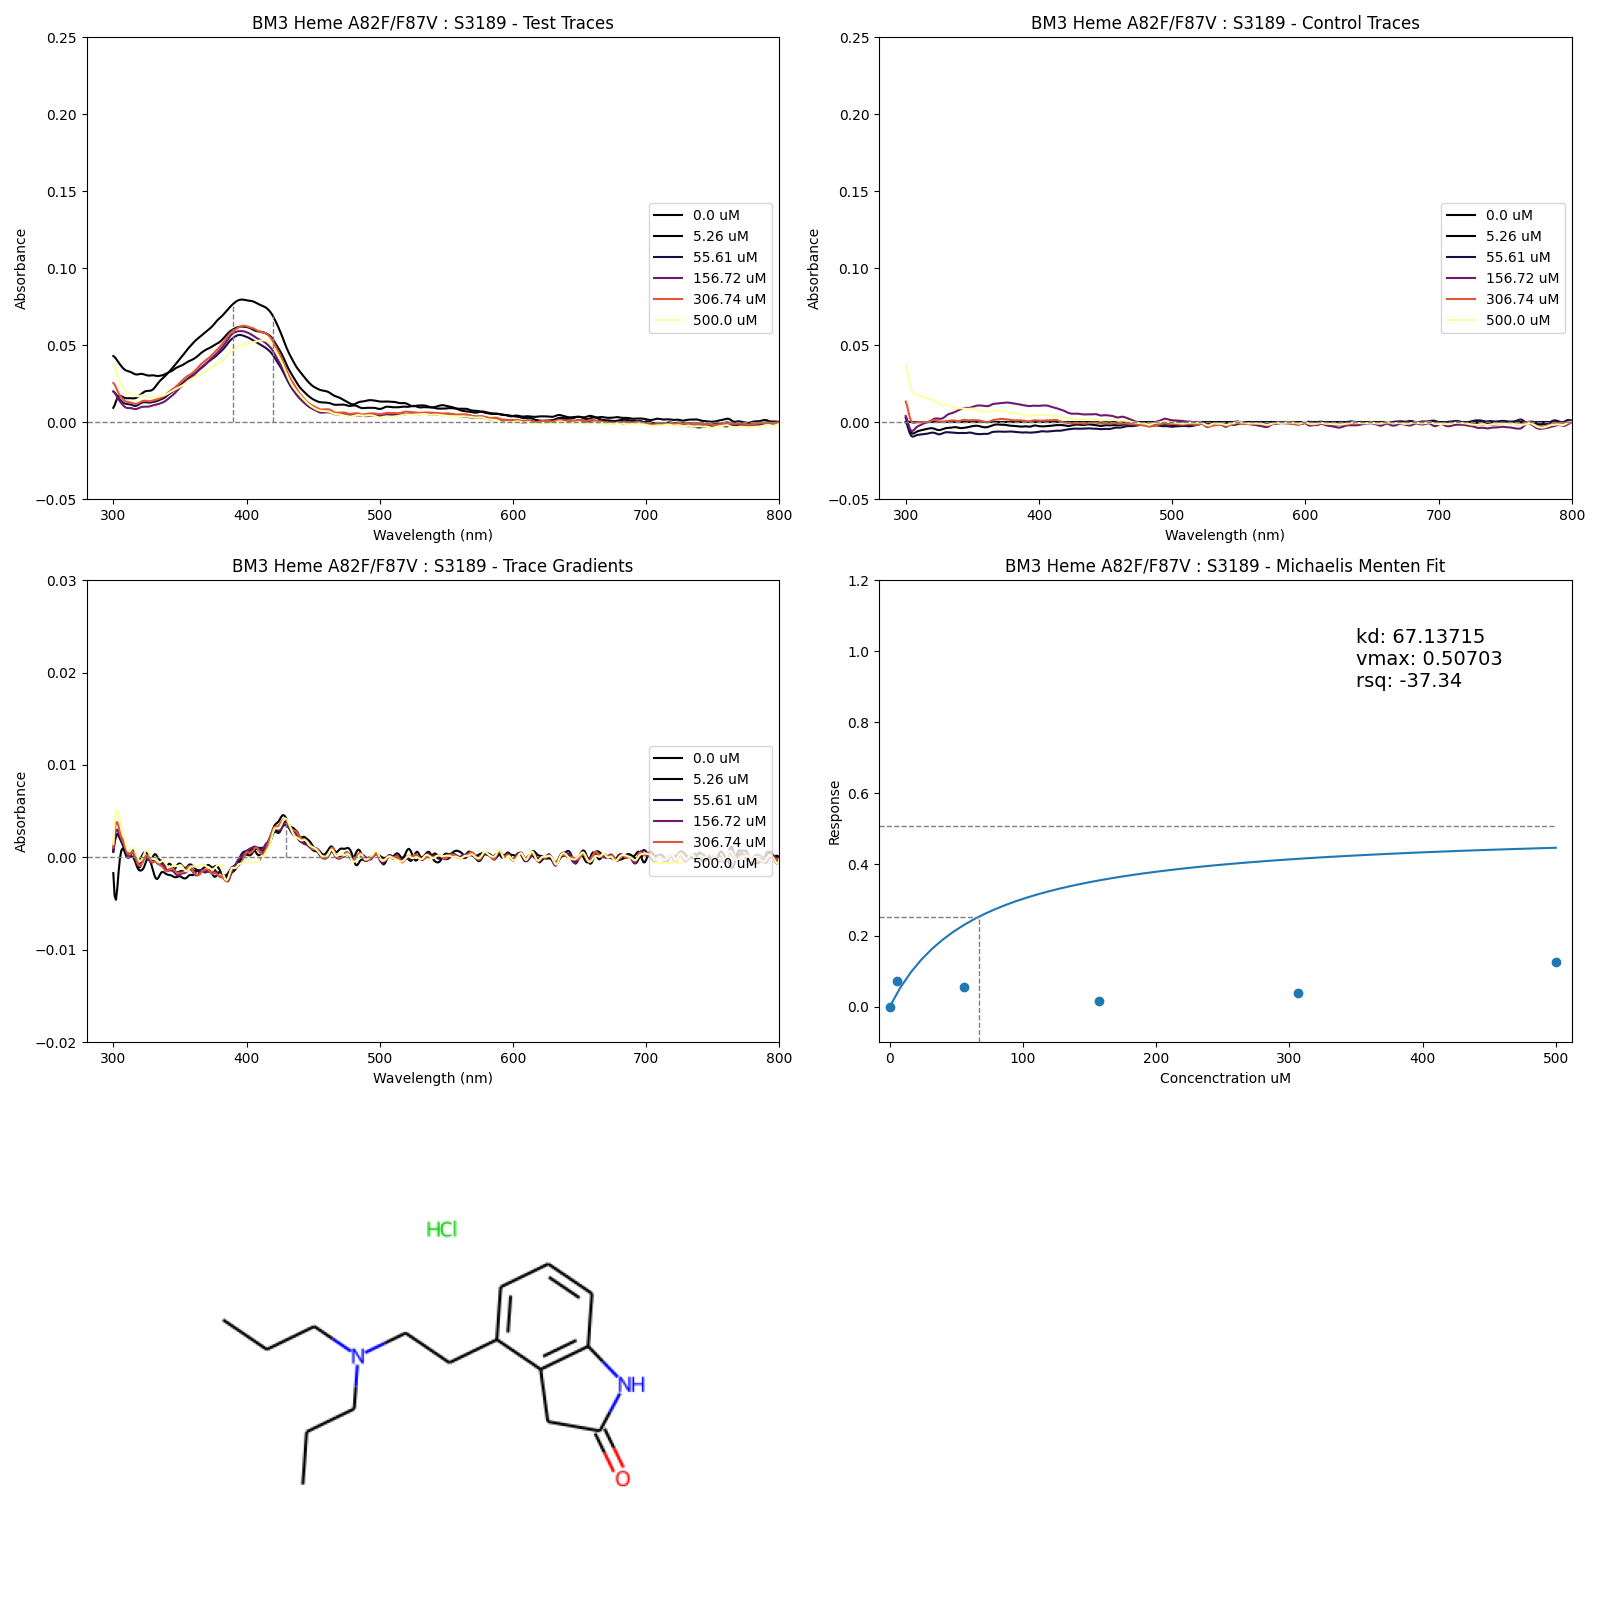 BM3 Heme A82F/F87V : S3189 - Test Traces
0.25
0.20
0.15
0.10
0.05
0.00
−0.05
Absorbance
300 400 500 600 700 800
Wavelength (nm)
0.0 uM
5.26 uM
55.61 uM
156.72 uM
306.74 uM
500.0 uM
BM3 Heme A82F/F87V : S3189 - Control Traces
0.25
0.20
0.15
0.10
0.05
0.00
−0.05
Absorbance
300 400 500 600 700 800
Wavelength (nm)
0.0 uM
5.26 uM
55.61 uM
156.72 uM
306.74 uM
500.0 uM
BM3 Heme A82F/F87V : S3189 - Trace Gradients
0.03
0.02
0.01
0.00
−0.01
−0.02
Absorbance
300 400 500 600 700 800
Wavelength (nm)
0.0 uM
5.26 uM
55.61 uM
156.72 uM
306.74 uM
500.0 uM
BM3 Heme A82F/F87V : S3189 - Michaelis Menten Fit
1.2
1.0
0.8
0.6
0.4
0.2
0.0
Response
0 100 200 300 400 500
Concenctration uM
kd: 67.13715
vmax: 0.50703
rsq: -37.34
HCl
N
NH
O